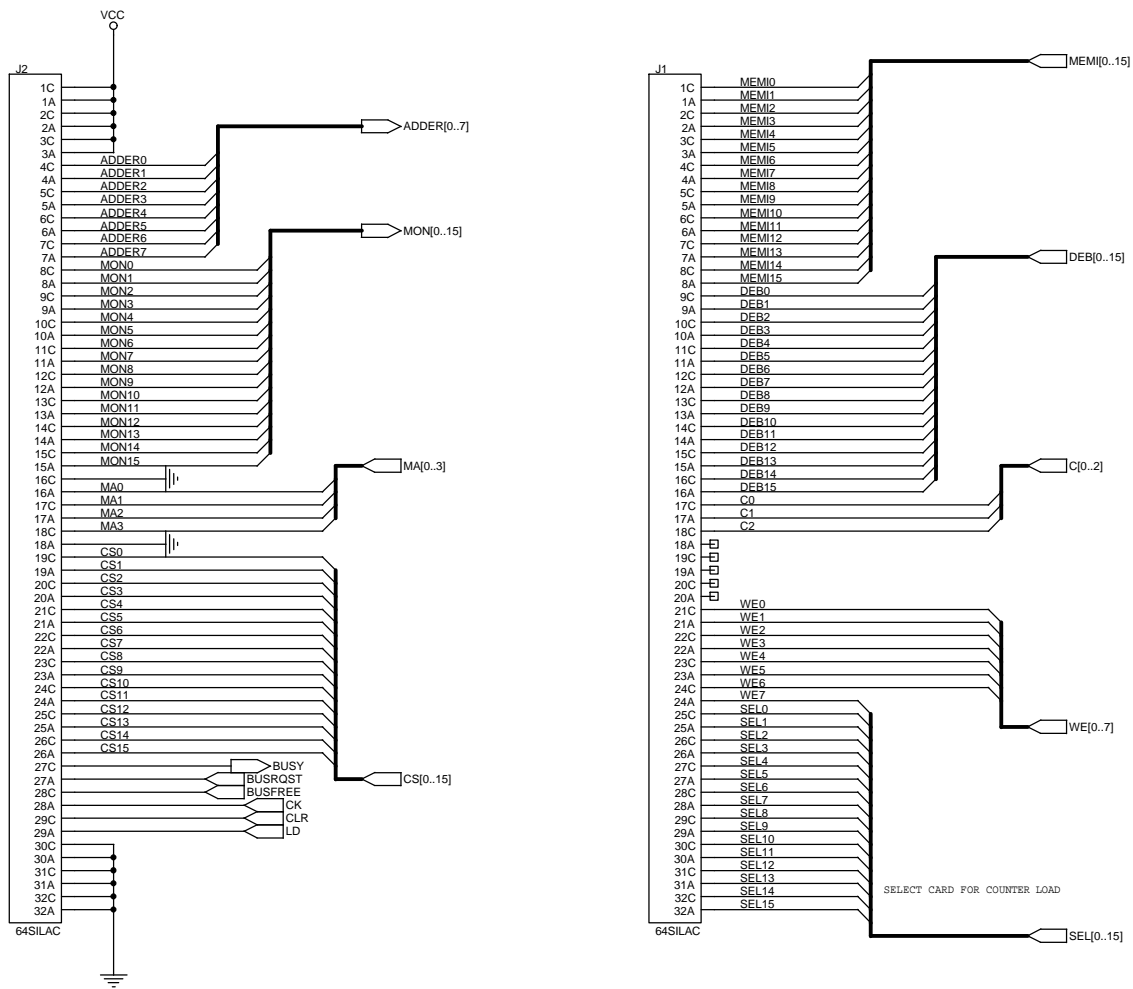 VCC
J2
1C
1A
2C
2A
3C
3A
4C ADDER0
4A ADDER1
5C ADDER2
5A ADDER3
6C ADDER4
6A ADDER5
7C ADDER6
7A ADDER7
8C MON0
8A MON1
9C MON2
9A MON3
10C MON4
10A MON5
11C MON6
11A MON7
12C MON8
12A MON9
13C MON10
13A MON11
14C MON12
14A MON13
15C MON14
15A MON15
16C
16A MA0
17C MA1
17A MA2
18C MA3
18A
19C CS0
19A CS1
20C CS2
20A CS3
21C CS4
21A CS5
22C CS6
22A CS7
23C CS8
23A CS9
24C CS10
24A CS11
25C CS12
25A CS13
26C CS14
26A CS15
27C BUSY
27A BUSRQST
28C BUSFREE
28A CK
29C CLR
29A LD
30C
30A
31C
31A
32C
32A
64SILAC
ADDER[0..7]
MON[0..15]
MA[0..3]
CS[0..15]
J1
1C MEMI0
1A MEMI1
2C MEMI2
2A MEMI3
3C MEMI4
3A MEMI5
4C MEMI6
4A MEMI7
5C MEMI8
5A MEMI9
6C MEMI10
6A MEMI11
7C MEMI12
7A MEMI13
8C MEMI14
8A MEMI15
9C DEB0
9A DEB1
10C DEB2
10A DEB3
11C DEB4
11A DEB5
12C DEB6
12A DEB7
13C DEB8
13A DEB9
14C DEB10
14A DEB11
15C DEB12
15A DEB13
16C DEB14
16A DEB15
17C C0
17A C1
18C C2
18A
19C
19A
20C
20A
21C WE0
21A WE1
22C WE2
22A WE3
23C WE4
23A WE5
24C WE6
24A WE7
25C SEL0
25A SEL1
26C SEL2
26A SEL3
27C SEL4
27A SEL5
28C SEL6
28A SEL7
29C SEL8
29A SEL9
30C SEL10
30A SEL11
31C SEL12
31A SEL13
32C SEL14
32A SEL15
64SILAC
MEMI[0..15]
DEB[0..15]
C[0..2]
WE[0..7]
SELECT CARD FOR COUNTER LOAD
SEL[0..15]